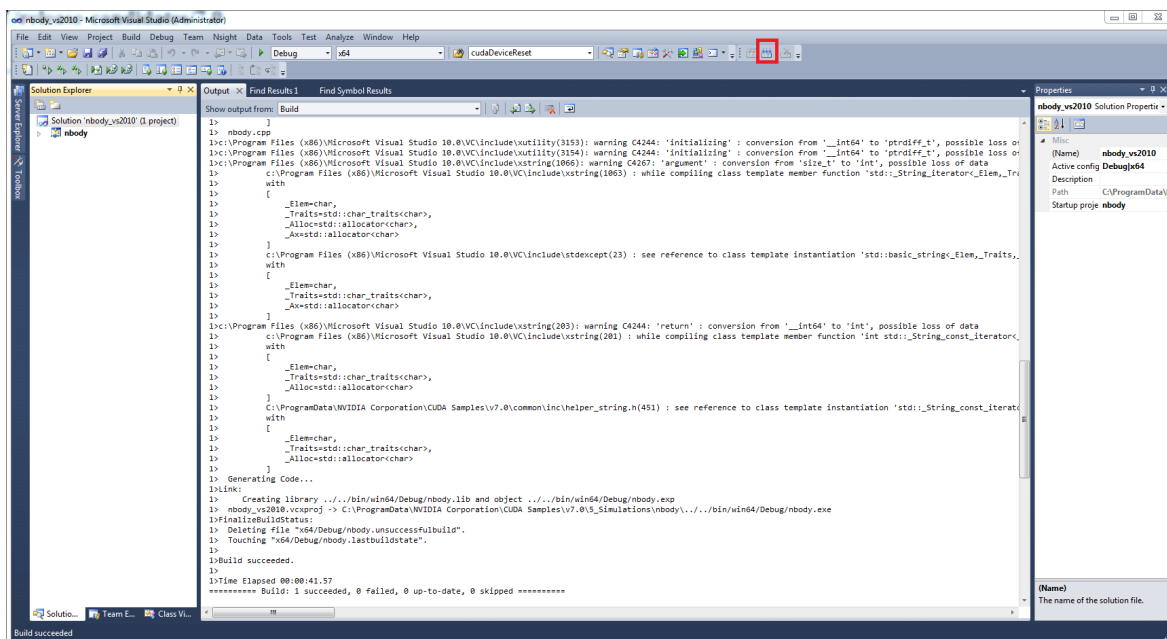 nbody_vs2010 - Microsoft Visual Studio (Administrator)
File Edit View Project Build Debug Team Nsight Data Tools Test Analyze Window Help
Debug x64 cudaDeviceReset
Server Explorer
Toolbox
Solution Explorer
Solution 'nbody_vs2010' (1 project)
nbody
Output Find Results 1 Find Symbol Results
Show output from: Build
1> ]
1> nbody.cpp
1>c:\Program Files (x86)\Microsoft Visual Studio 10.0\VC\include\xutility(3153): warning C4244: 'initializing' : conversion from '__int64' to 'ptrdiff_t', possible loss o
1>c:\Program Files (x86)\Microsoft Visual Studio 10.0\VC\include\xutility(3154): warning C4244: 'initializing' : conversion from '__int64' to 'ptrdiff_t', possible loss o
1>c:\Program Files (x86)\Microsoft Visual Studio 10.0\VC\include\xstring(1066): warning C4267: 'argument' : conversion from 'size_t' to 'int', possible loss of data
1> c:\Program Files (x86)\Microsoft Visual Studio 10.0\VC\include\xstring(1063) : while compiling class template member function 'std::_String_iterator<_Elem,_Tra
1> with
1> [
1> _Elem=char,
1> _Traits=std::char_traits<char>,
1> _Alloc=std::allocator<char>,
1> _Ax=std::allocator<char>
1> ]
1> c:\Program Files (x86)\Microsoft Visual Studio 10.0\VC\include\stdexcept(23) : see reference to class template instantiation 'std::basic_string<_Elem,_Traits,_
1> with
1> [
1> _Elem=char,
1> _Traits=std::char_traits<char>,
1> _Ax=std::allocator<char>
1> ]
1>c:\Program Files (x86)\Microsoft Visual Studio 10.0\VC\include\xstring(203): warning C4244: 'return' : conversion from '__int64' to 'int', possible loss of data
1> c:\Program Files (x86)\Microsoft Visual Studio 10.0\VC\include\xstring(201) : while compiling class template member function 'int std::_String_const_iterator<_
1> with
1> [
1> _Elem=char,
1> _Traits=std::char_traits<char>,
1> _Alloc=std::allocator<char>
1> ]
1> C:\ProgramData\NVIDIA Corporation\CUDA Samples\v7.0\common\inc\helper_string.h(451) : see reference to class template instantiation 'std::_String_const_iterato
1> with
1> [
1> _Elem=char,
1> _Traits=std::char_traits<char>,
1> _Alloc=std::allocator<char>
1> ]
1> Generating Code...
1>Link:
1> Creating library ../../bin/win64/Debug/nbody.lib and object ../../bin/win64/Debug/nbody.exp
1> nbody_vs2010.vcxproj -> C:\ProgramData\NVIDIA Corporation\CUDA Samples\v7.0\5_Simulations\nbody\../../bin/win64/Debug/nbody.exe
1>FinalizeBuildStatus:
1> Deleting file "x64/Debug/nbody.unsuccessfulbuild".
1> Touching "x64/Debug/nbody.lastbuildstate".
1>
1>Build succeeded.
1>
1>Time Elapsed 00:00:41.57
========== Build: 1 succeeded, 0 failed, 0 up-to-date, 0 skipped ==========
Properties
nbody_vs2010 Solution Propertie
Misc
(Name) nbody_vs2010
Active config Debug|x64
Description
Path C:\ProgramData\
Startup proje nbody
(Name)
The name of the solution file.
Solutio... Team E... Class Vi...
Build succeeded